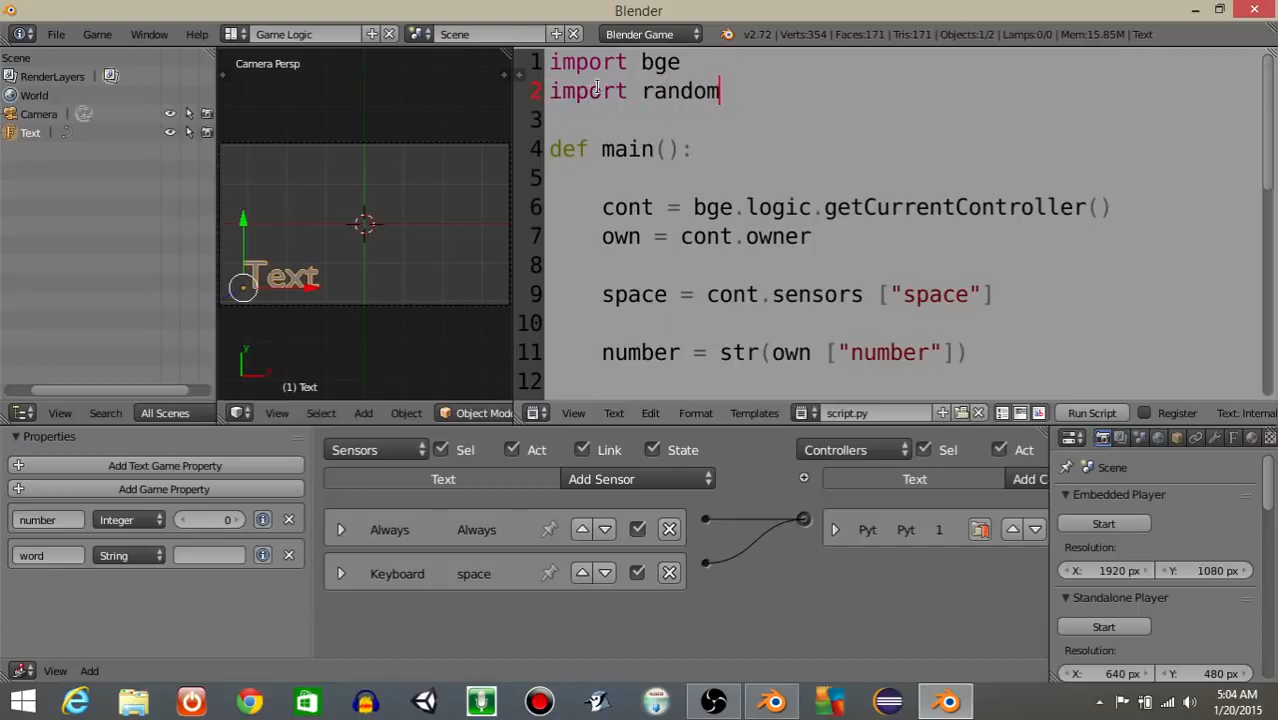 Blender
File Game Window Help Game Logic Scene Blender Game v2.72 | Verts:354 | Faces:171 | Tris:171 | Objects:1/2 | Lamps:0/0 | Mem:15.85M | Text
Scene
RenderLayers
World
Camera
Text
Camera Persp
Text
y
(1) Text
1 import bge
2 import random
3
4 def main():
5
6 cont = bge.logic.getCurrentController()
7 own = cont.owner
8
9 space = cont.sensors ["space"]
10
11 number = str(own ["number"])
12
View Search All Scenes View Select Add Object Object Mode View Text Edit Format Templates script.py Run Script Register Text: Internal
Properties
Add Text Game Property
Add Game Property
number Integer 0
word String
Sensors Sel Act Link State Controllers Sel Act
Text Add Sensor Text Add C
Always Always Pyt Pyt 1
Keyboard space
Scene
Embedded Player
Start
Resolution:
X: 1920 px Y: 1080 px
Standalone Player
Start
Resolution:
X: 640 px Y: 480 px
View Add
5:04 AM
1/20/2015